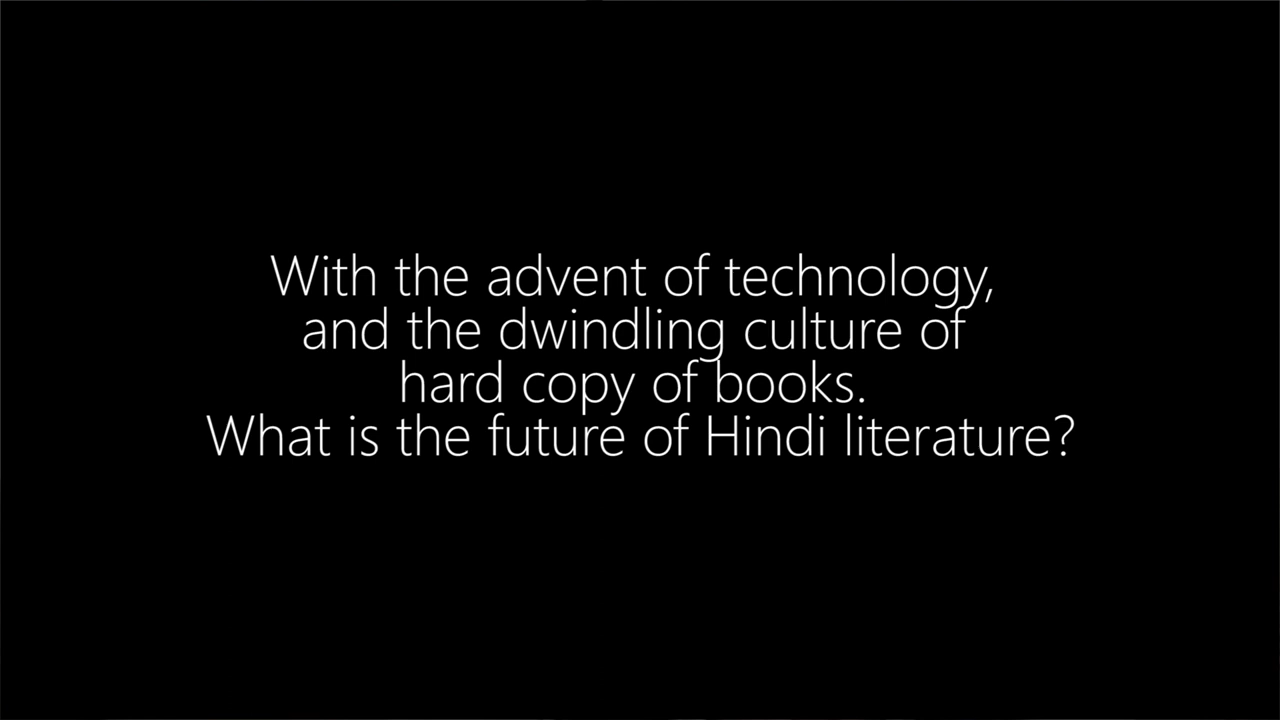 With the advent of technology,
and the dwindling culture of
hard copy of books.
What is the future of Hindi literature?